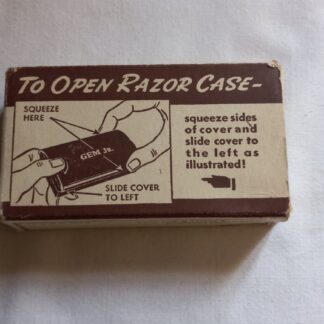 TO OPEN RAZOR CASE-
SQUEEZE
HERE
GEM JR.
SLIDE COVER
TO LEFT
squeeze sides
of cover and
slide cover to
the left as
illustrated!